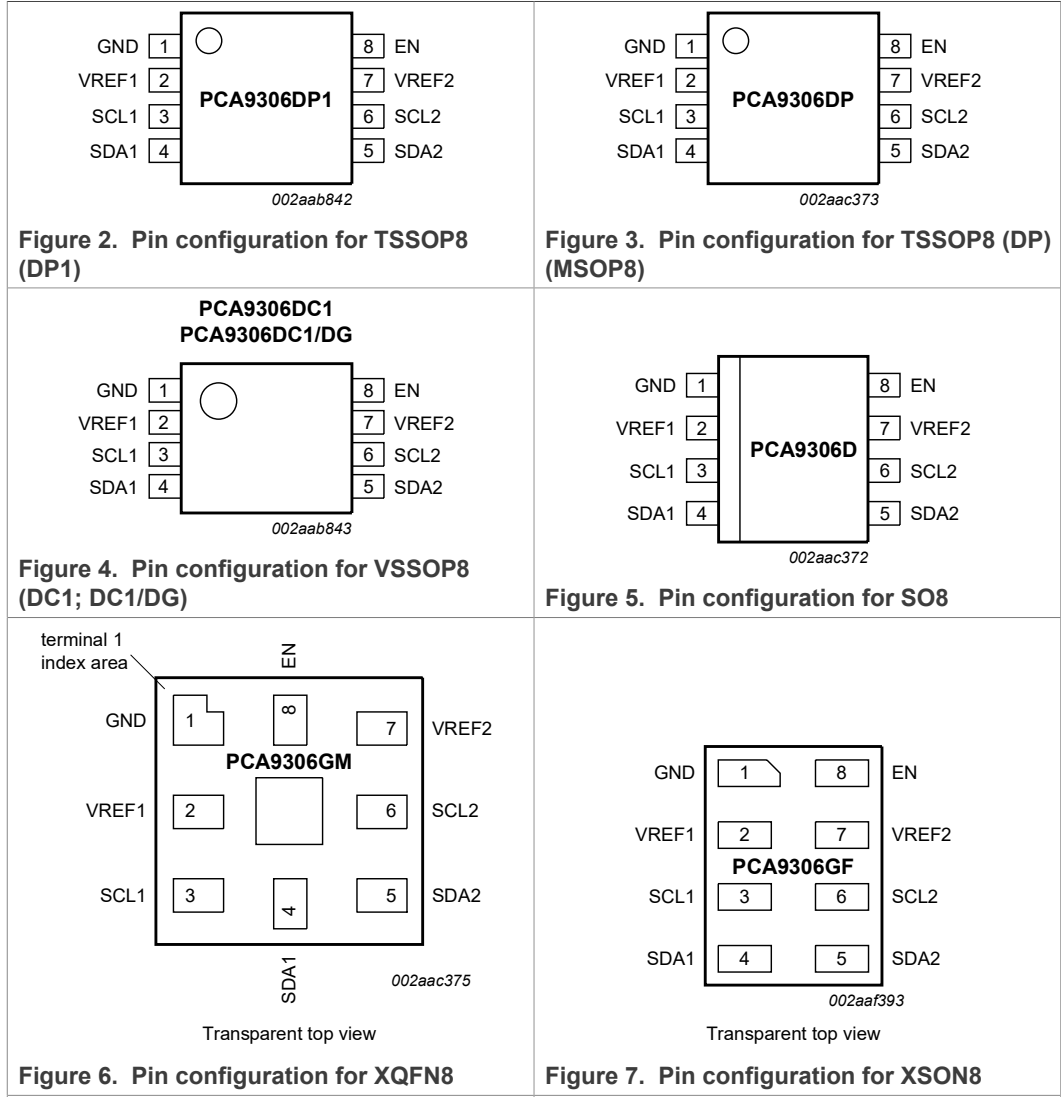 GND 1 8 EN
VREF1 2 7 VREF2
PCA9306DP1
SCL1 3 6 SCL2
SDA1 4 5 SDA2
002aab842
Figure 2. Pin configuration for TSSOP8
(DP1)
GND 1 8 EN
VREF1 2 7 VREF2
PCA9306DP
SCL1 3 6 SCL2
SDA1 4 5 SDA2
002aac373
Figure 3. Pin configuration for TSSOP8 (DP)
(MSOP8)
PCA9306DC1
PCA9306DC1/DG
GND 1 8 EN
VREF1 2 7 VREF2
SCL1 3 6 SCL2
SDA1 4 5 SDA2
002aab843
Figure 4. Pin configuration for VSSOP8
(DC1; DC1/DG)
GND 1 8 EN
VREF1 2 7 VREF2
PCA9306D
SCL1 3 6 SCL2
SDA1 4 5 SDA2
002aac372
Figure 5. Pin configuration for SO8
terminal 1
index area
EN
GND 1 8 7 VREF2
PCA9306GM
VREF1 2 6 SCL2
SCL1 3 4 5 SDA2
SDA1
002aac375
Transparent top view
Figure 6. Pin configuration for XQFN8
GND 1 8 EN
VREF1 2 7 VREF2
PCA9306GF
SCL1 3 6 SCL2
SDA1 4 5 SDA2
002aaf393
Transparent top view
Figure 7. Pin configuration for XSON8